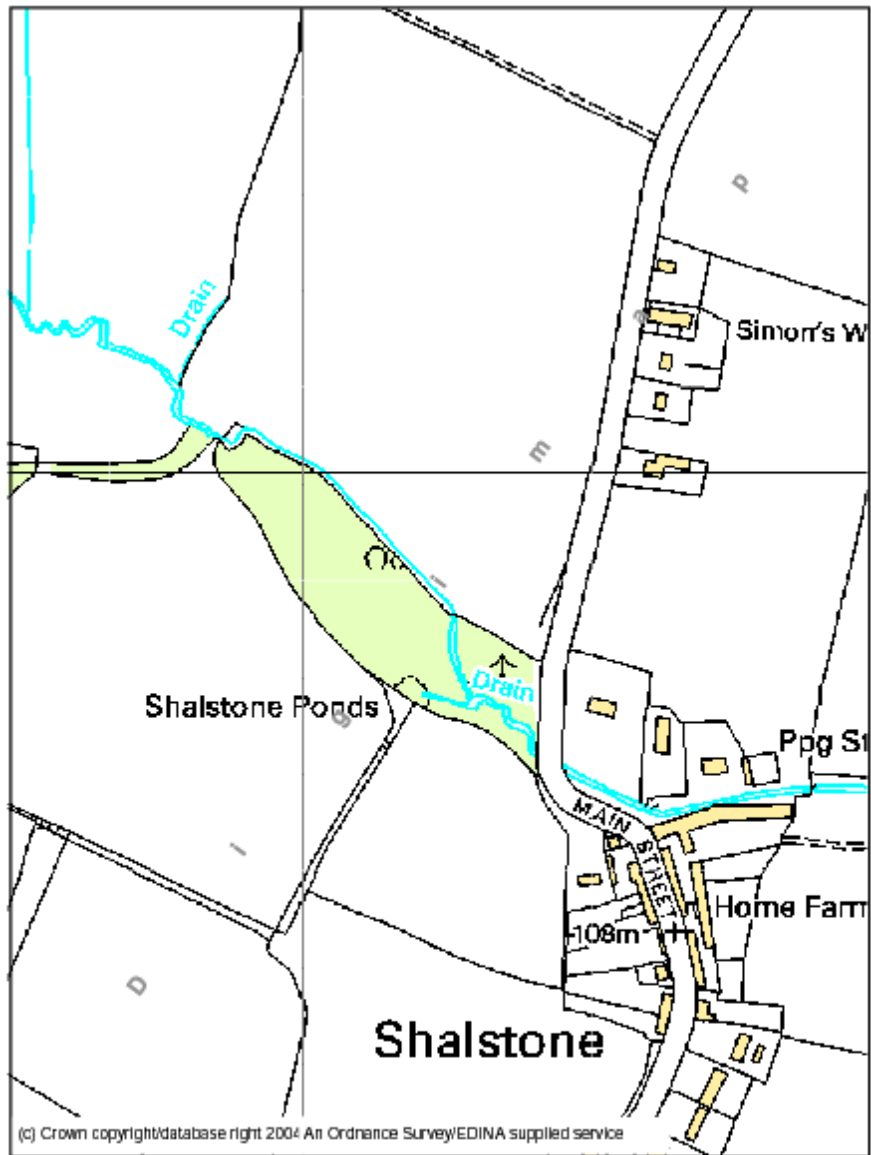 Drain
Simon's W
Shalstone Ponds
Drain
Ppg St
MAIN STREET
Home Farm
108m
Shalstone
D i g i m a p
(c) Crown copyright/database right 2004 An Ordnance Survey/EDINA supplied service